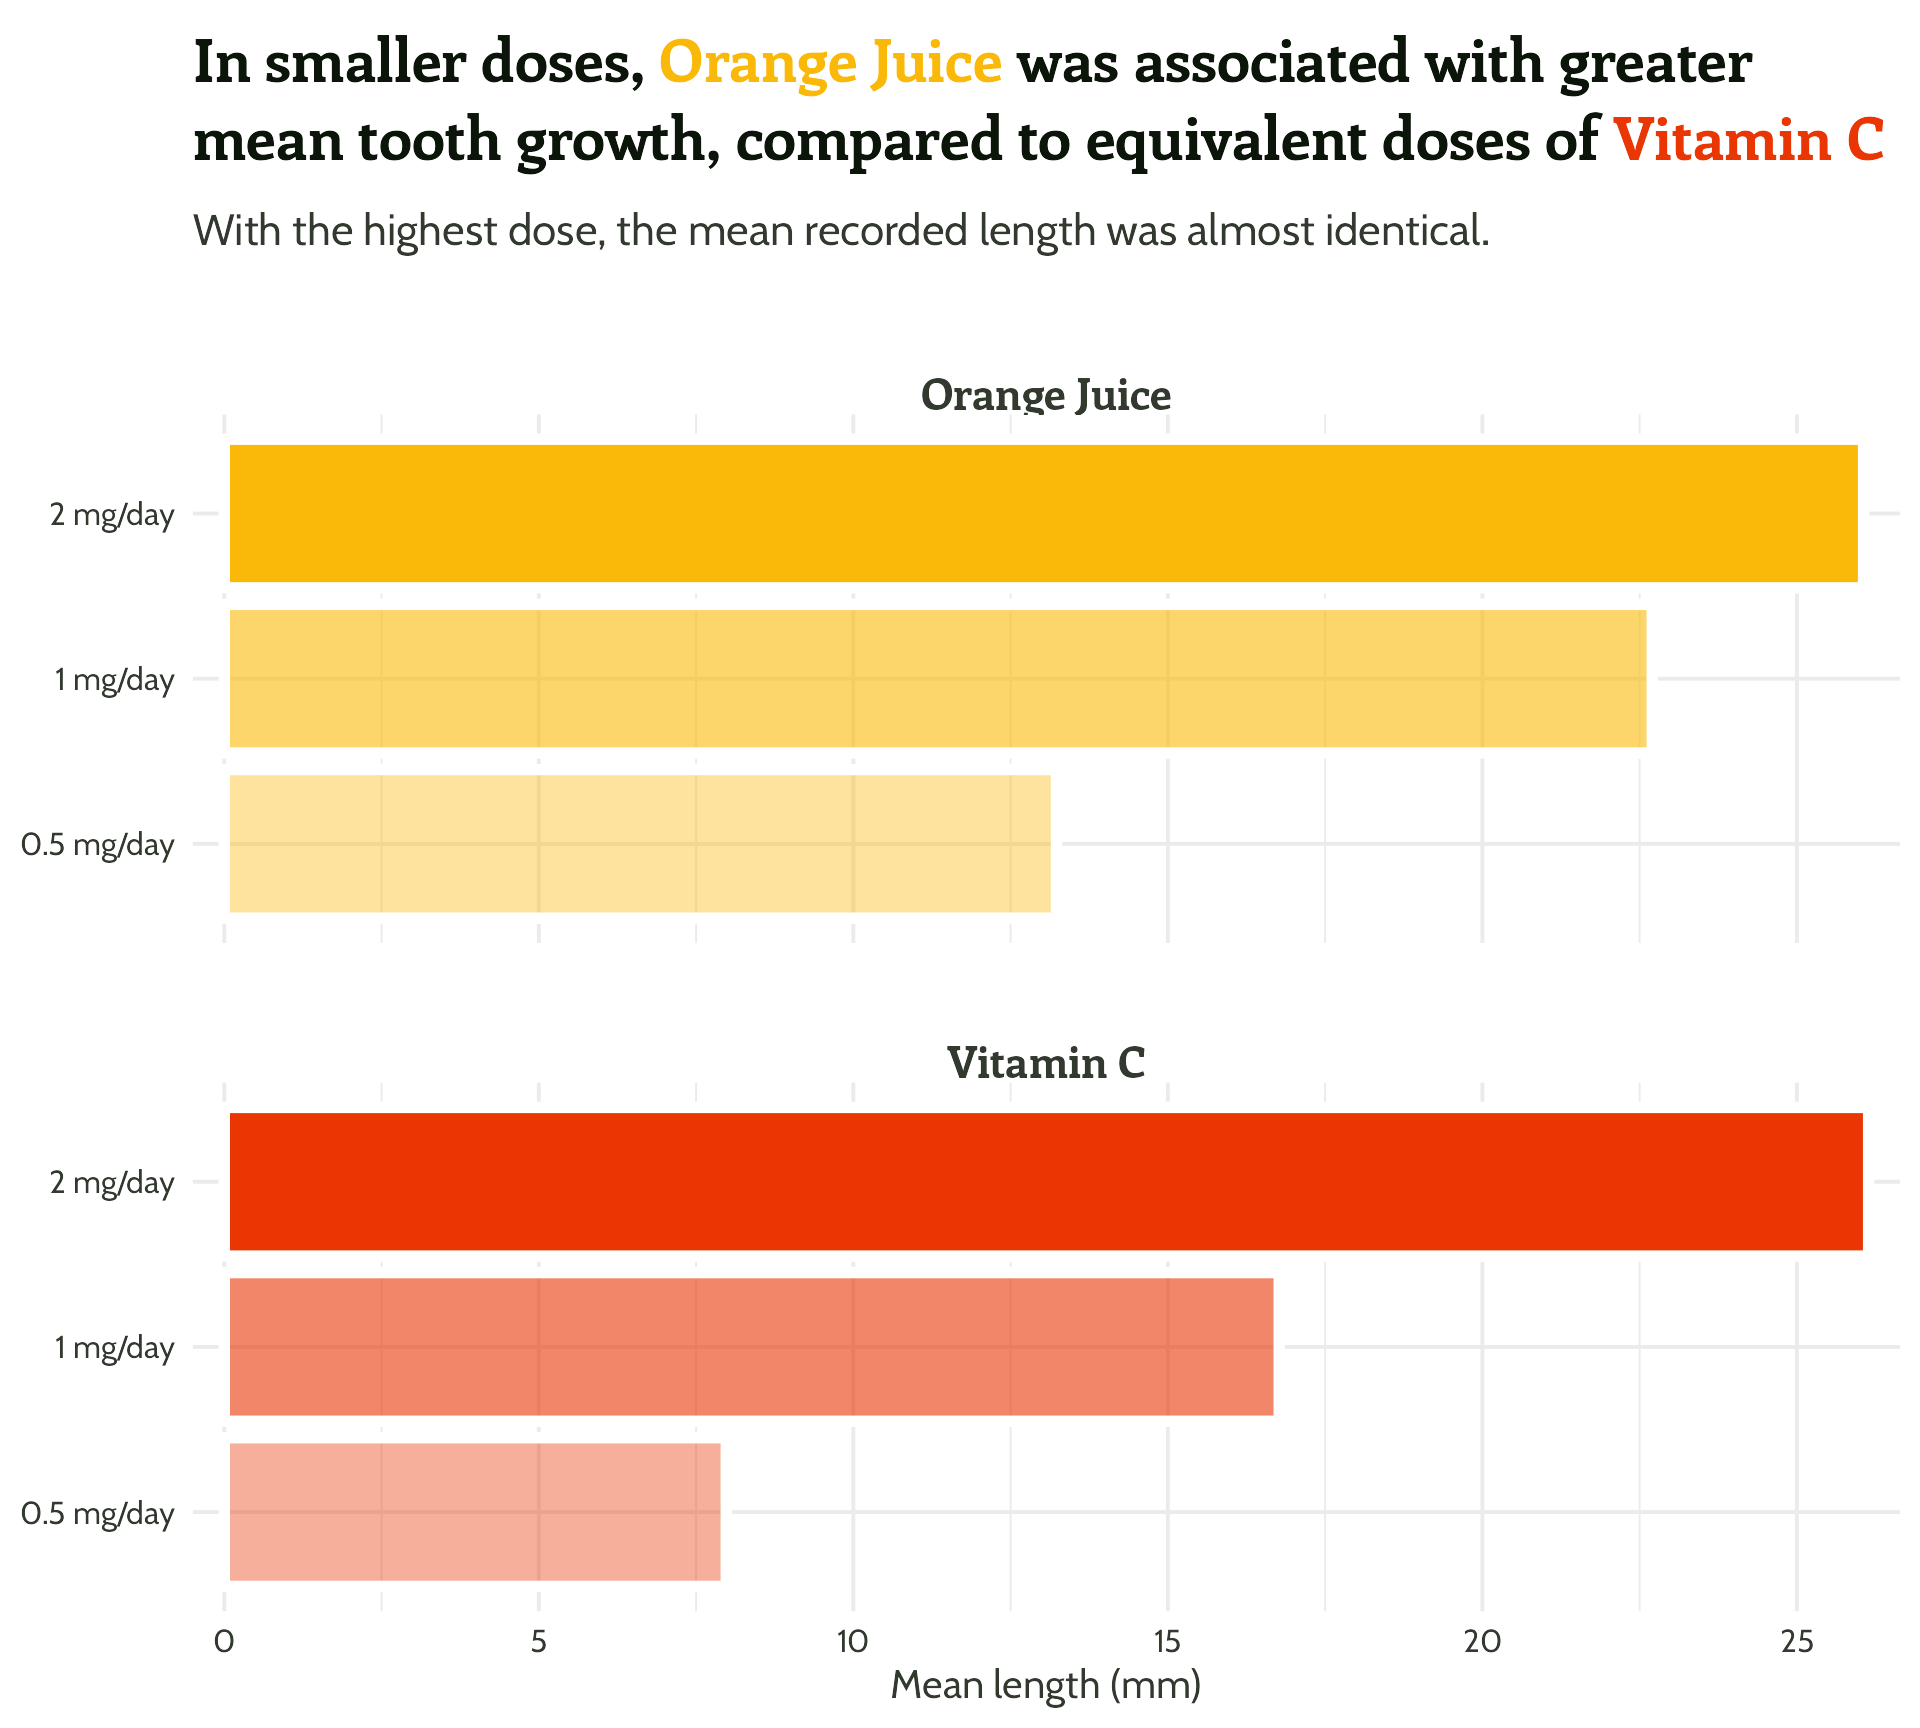 In smaller doses, Orange Juice was associated with greater
mean tooth growth, compared to equivalent doses of Vitamin C
With the highest dose, the mean recorded length was almost identical.
Orange Juice
2 mg/day
1 mg/day
0.5 mg/day
Vitamin C
2 mg/day
1 mg/day
0.5 mg/day
0 5 10 15 20 25
Mean length (mm)